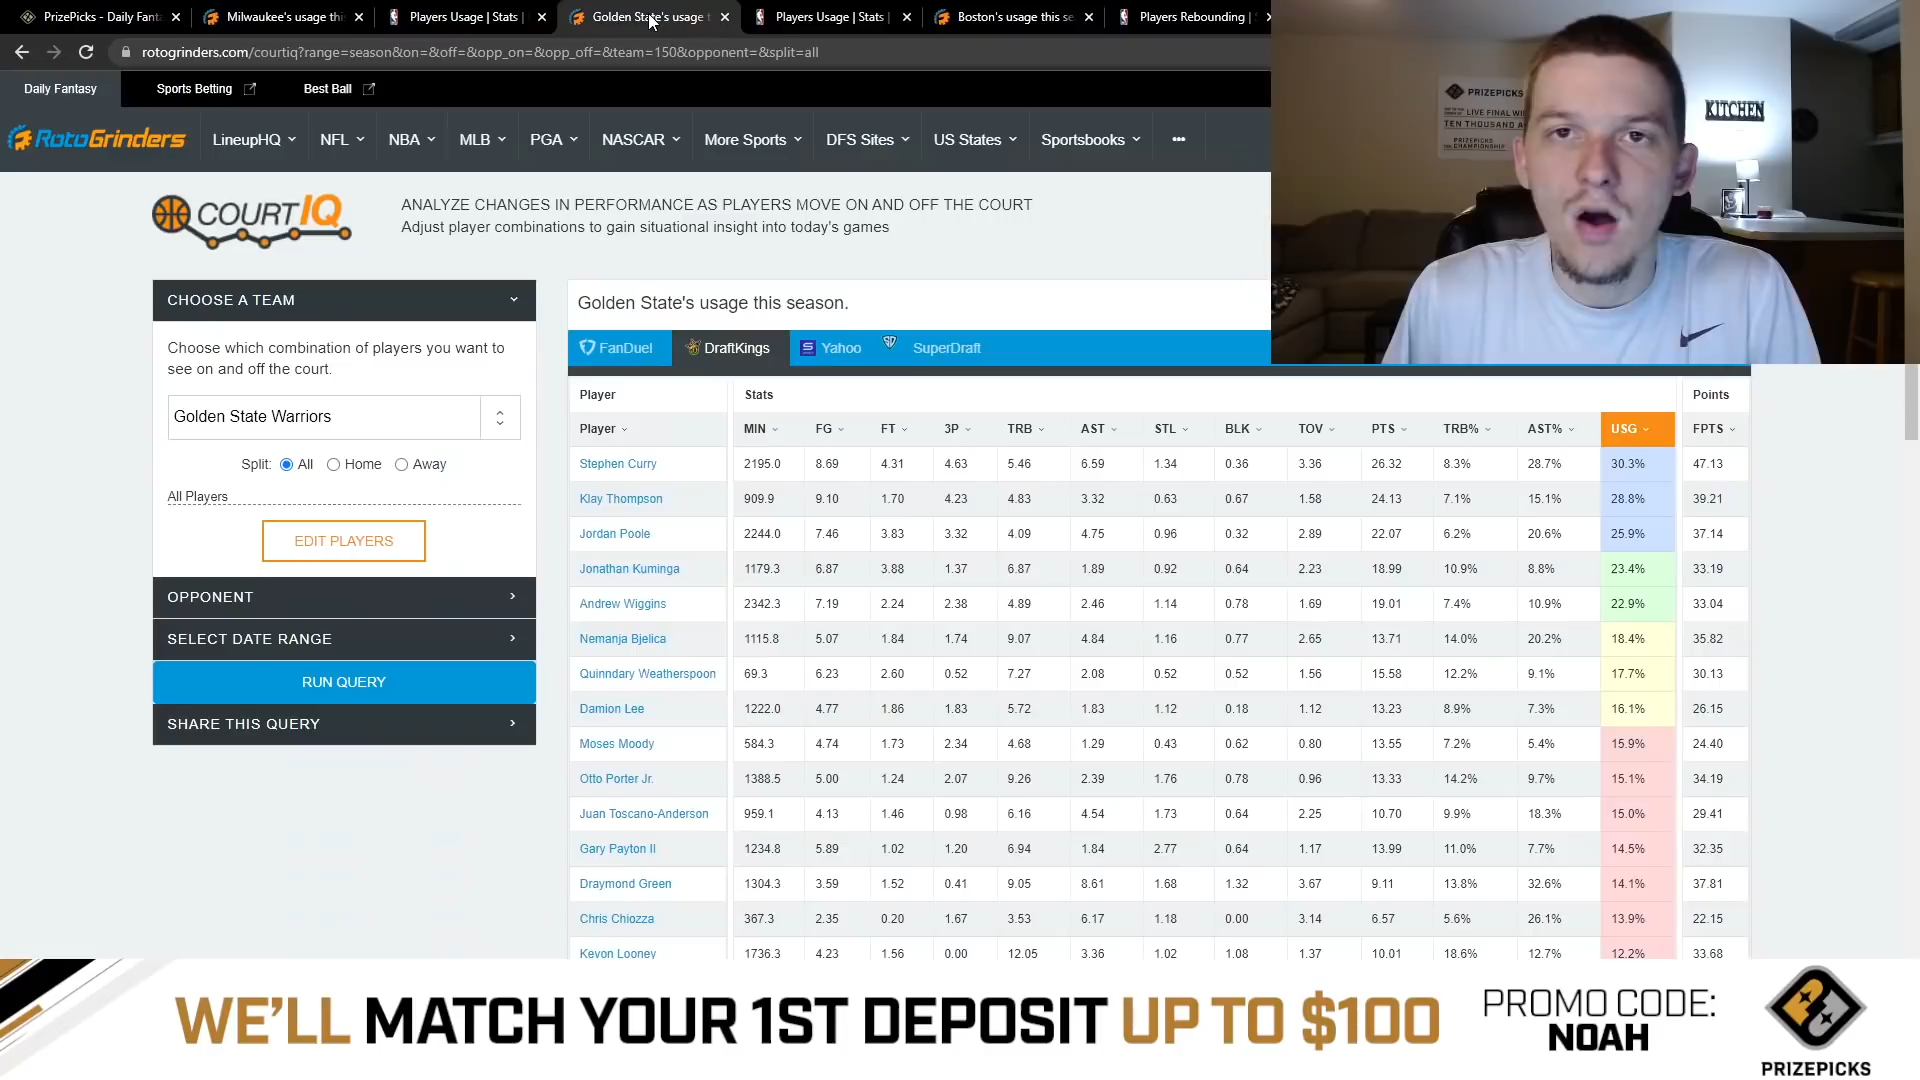 PrizePicks - Daily Fanta
Milwaukee's usage thi
Players Usage | Stats |
Golden State's usage t
Players Usage | Stats |
Boston's usage this se
Players Rebounding |
rotogrinders.com/courtiq?range=season&on=&off=&opp_on=&opp_off=&team=150&opponent=&split=all
Daily Fantasy Sports Betting Best Ball
RotoGrinders LineupHQ NFL NBA MLB PGA NASCAR More Sports DFS Sites US States Sportsbooks
PRIZEPICKS
TEN THOUSAND
CHAMPIONSHIP
KITCHEN
COURTIQ
ANALYZE CHANGES IN PERFORMANCE AS PLAYERS MOVE ON AND OFF THE COURT
Adjust player combinations to gain situational insight into today's games
CHOOSE A TEAM
Choose which combination of players you want to
see on and off the court.
Golden State Warriors
Split: All Home Away
All Players
EDIT PLAYERS
OPPONENT
SELECT DATE RANGE
RUN QUERY
SHARE THIS QUERY
Golden State's usage this season.
FanDuel DraftKings Yahoo SuperDraft
Player Stats Points
Player MIN FG FT 3P TRB AST STL BLK TOV PTS TRB% AST% USG FPTS
Stephen Curry 2195.0 8.69 4.31 4.63 5.46 6.59 1.34 0.36 3.36 26.32 8.3% 28.7% 30.3% 47.13
Klay Thompson 909.9 9.10 1.70 4.23 4.83 3.32 0.63 0.67 1.58 24.13 7.1% 15.1% 28.8% 39.21
Jordan Poole 2244.0 7.46 3.83 3.32 4.09 4.75 0.96 0.32 2.89 22.07 6.2% 20.6% 25.9% 37.14
Jonathan Kuminga 1179.3 6.87 3.88 1.37 6.87 1.89 0.92 0.64 2.23 18.99 10.9% 8.8% 23.4% 33.19
Andrew Wiggins 2342.3 7.19 2.24 2.38 4.89 2.46 1.14 0.78 1.69 19.01 7.4% 10.9% 22.9% 33.04
Nemanja Bjelica 1115.8 5.07 1.84 1.74 9.07 4.84 1.16 0.77 2.65 13.71 14.0% 20.2% 18.4% 35.82
Quinndary Weatherspoon 69.3 6.23 2.60 0.52 7.27 2.08 0.52 0.52 1.56 15.58 12.2% 9.1% 17.7% 30.13
Damion Lee 1222.0 4.77 1.86 1.83 5.72 1.83 1.12 0.18 1.12 13.23 8.9% 7.3% 16.1% 26.15
Moses Moody 584.3 4.74 1.73 2.34 4.68 1.29 0.43 0.62 0.80 13.55 7.2% 5.4% 15.9% 24.40
Otto Porter Jr. 1388.5 5.00 1.24 2.07 9.26 2.39 1.76 0.78 0.96 13.33 14.2% 9.7% 15.1% 34.19
Juan Toscano-Anderson 959.1 4.13 1.46 0.98 6.16 4.54 1.73 0.64 2.25 10.70 9.9% 18.3% 15.0% 29.41
Gary Payton II 1234.8 5.89 1.02 1.20 6.94 1.84 2.77 0.64 1.17 13.99 11.0% 7.7% 14.5% 32.35
Draymond Green 1304.3 3.59 1.52 0.41 9.05 8.61 1.68 1.32 3.67 9.11 13.8% 32.6% 14.1% 37.81
Chris Chiozza 367.3 2.35 0.20 1.67 3.53 6.17 1.18 0.00 3.14 6.57 5.6% 26.1% 13.9% 22.15
Kevon Looney 1736.3 4.23 1.56 0.00 12.05 3.36 1.02 1.08 1.37 10.01 18.6% 12.7% 12.2% 33.68
WE'LL MATCH YOUR 1ST DEPOSIT UP TO $100
PROMO CODE:
NOAH
PRIZEPICKS